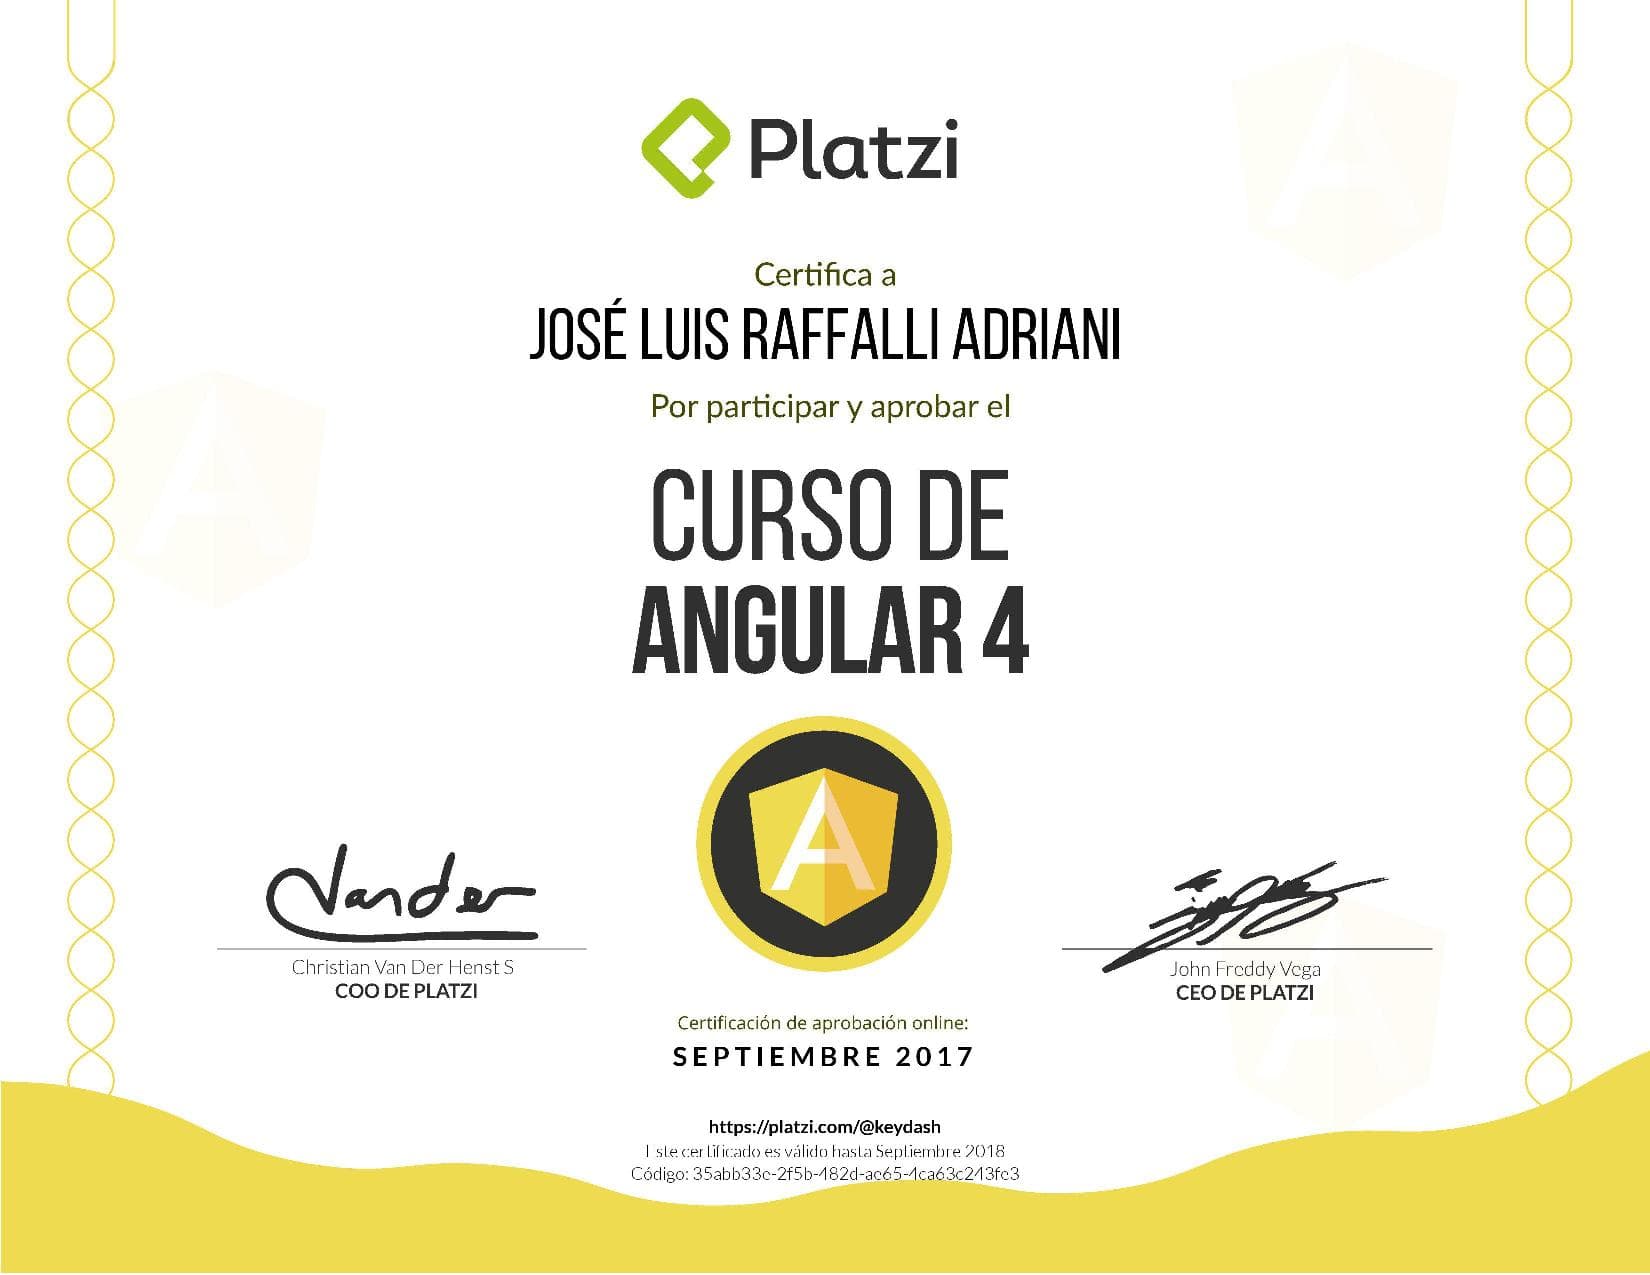 Platzi
Certifica a
JOSÉ LUIS RAFFALLI ADRIANI
Por participar y aprobar el
CURSO DE
ANGULAR 4
A
Vander
Christian Van Der Henst S
COO DE PLATZI
John Freddy Vega
CEO DE PLATZI
Certificación de aprobación online:
SEPTIEMBRE 2017
https://platzi.com/@keydash
Este certificado es válido hasta Septiembre 2018
Código: 35abb33e-2f5b-482d-ae65-4ca63c243fe3